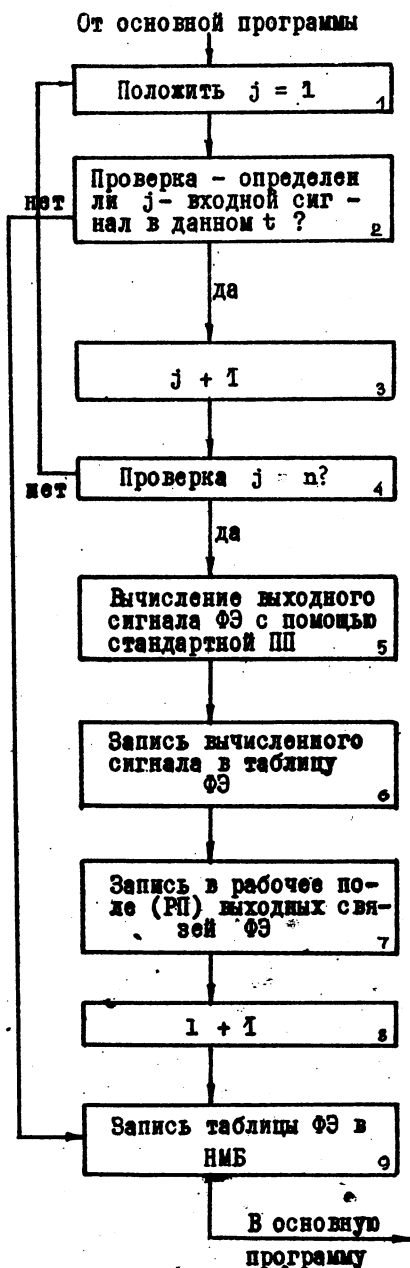 От основной программы
Положить j = 1
1
Проверка - определен
нет
ли j- входной сиг -
нал в данном t ?
2
да
j + 1
3
Проверка j = n?
4
нет
да
Вычисление выходного
сигнала ФЭ с помощью
стандартной ПП
5
Запись вычисленного
сигнала в таблицу
ФЭ
6
Запись в рабочее по-
ле (РП) выходных свя-
зей ФЭ
7
1 + 1
8
Запись таблицы ФЭ в
НМБ
9
В основную
программу